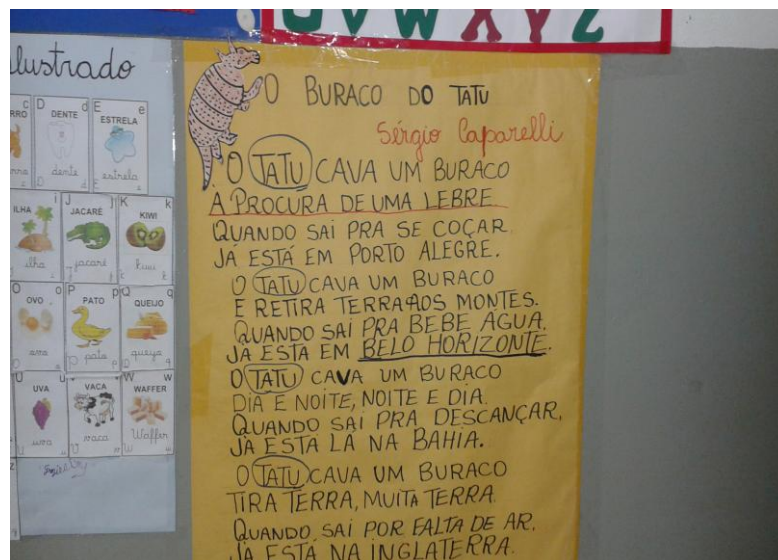 U V W X Y Z
ilustrado
C
D d
DENTE
dente
E e
ESTRELA
estrela
ILHA i
ilha
J j
JACARÉ
jacaré
K k
KIWI
kiwi
O o
OVO
ovo
P p
PATO
pato
Q q
QUEIJO
queijo
U u
UVA
uva
V
VACA
vaca
W w
WAFFER
Waffer
O BURACO DO TATU
Sérgio Caparelli
O TATU CAVA UM BURACO
À PROCURA DE UMA LEBRE
QUANDO SAI PRA SE COÇAR
JÁ ESTÁ EM PORTO ALEGRE.
O TATU CAVA UM BURACO
E RETIRA TERRA AOS MONTES.
QUANDO SAI PRA BEBE ÁGUA,
JÁ ESTÁ EM BELO HORIZONTE.
O TATU CAVA UM BURACO
DIA E NOITE, NOITE E DIA.
QUANDO SAI PRA DESCANÇAR,
JÁ ESTÁ LÁ NA BAHIA.
O TATU CAVA UM BURACO
TIRA TERRA, MUITA TERRA.
QUANDO SAI POR FALTA DE AR,
JÁ ESTÁ NA INGLATERRA.